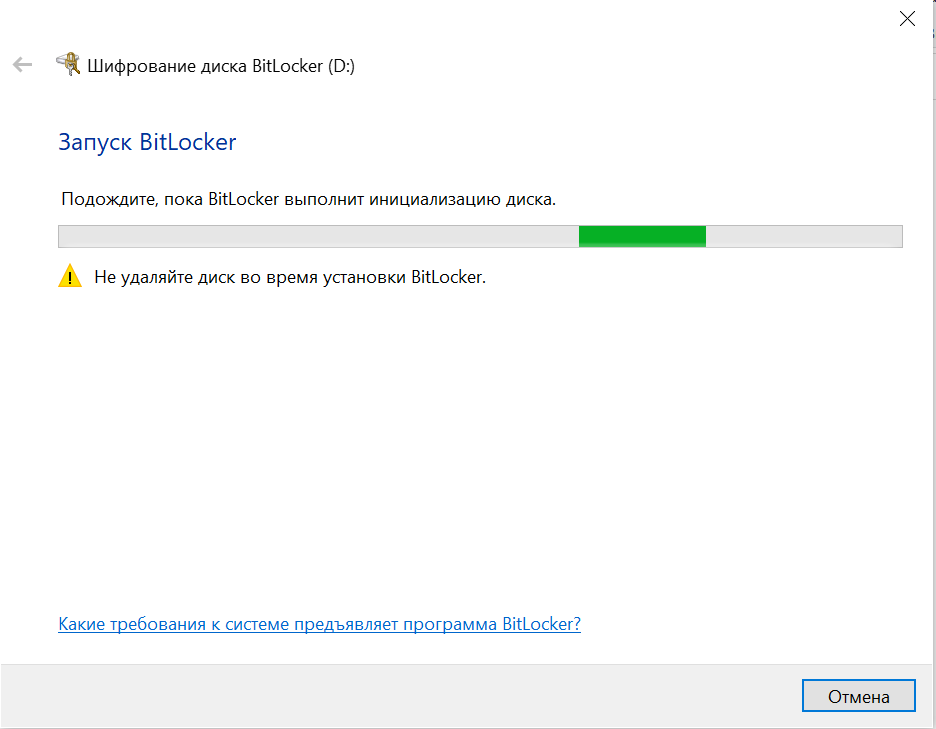 Шифрование диска BitLocker (D:)
Запуск BitLocker
Подождите, пока BitLocker выполнит инициализацию диска.
Не удаляйте диск во время установки BitLocker.
Какие требования к системе предъявляет программа BitLocker?
Отмена